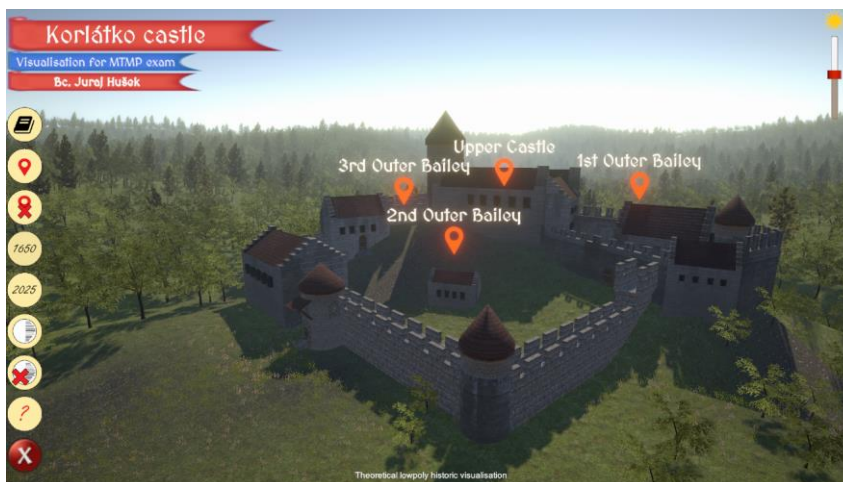 Korlátko castle
Visualisation for MTMP exam
Bc. Juraj Hušek
Upper Castle
3rd Outer Bailey
1st Outer Bailey
2nd Outer Bailey
1650
2025
?
X
Theoretical lowpoly historic visualisation